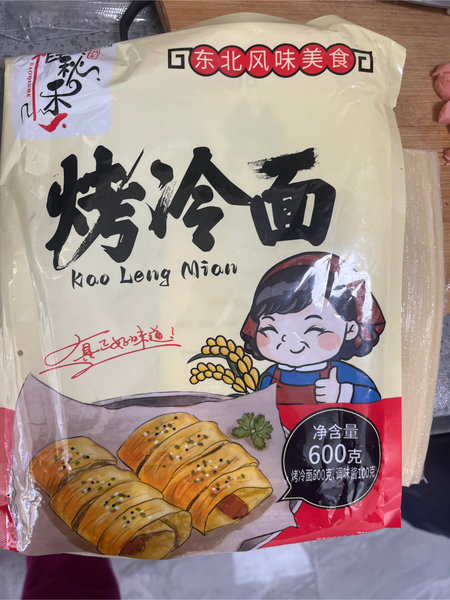 东北风味美食
烤冷面
Kao Leng Mian
真正好味道!
净含量
600克
烤冷面500克、调味酱100克